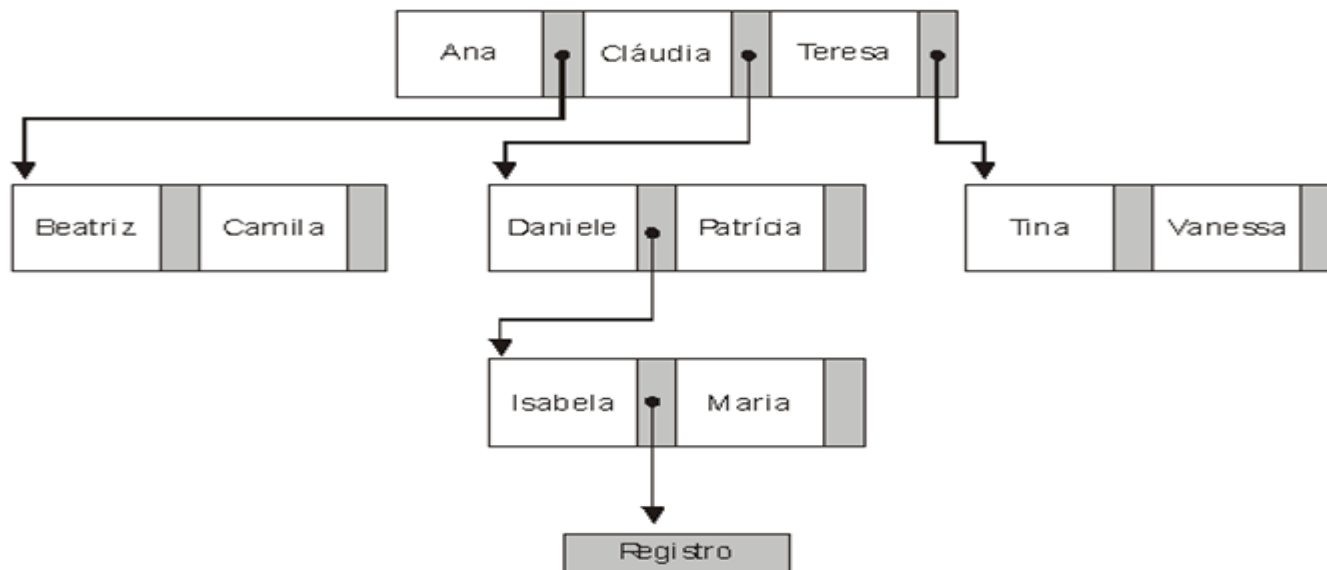 Ana Cláudia Teresa
Beatriz Camila Daniele Patrícia Tina Vanessa
Isabela Maria
Registro